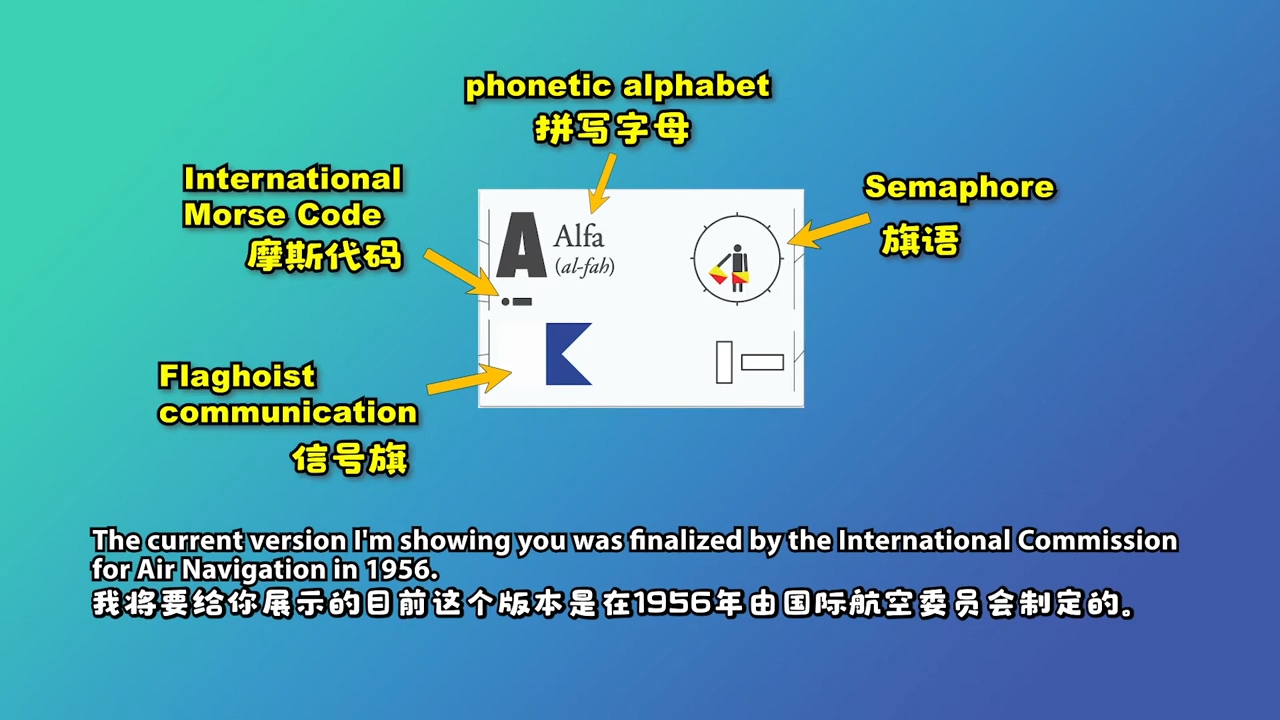 phonetic alphabet
拼写字母
International
Morse Code
摩斯代码
Semaphore
旗语
A
Alfa
(al-fah)
Flaghoist
communication
信号旗
The current version I'm showing you was finalized by the International Commission
for Air Navigation in 1956.
我将要给你展示的目前这个版本是在1956年由国际航空委员会制定的。